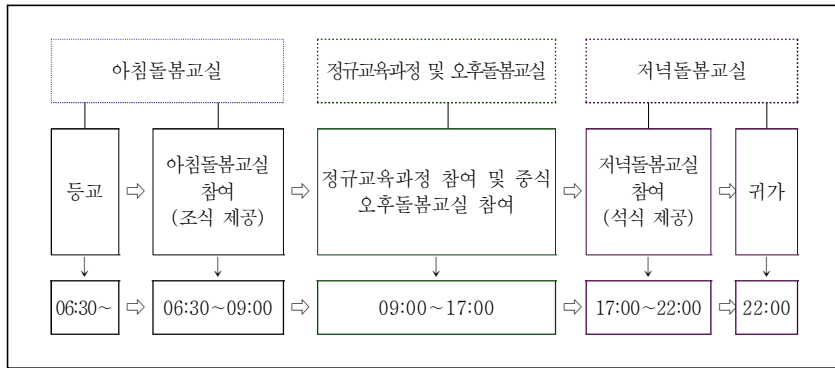 아침돌봄교실
정규교육과정 및 오후돌봄교실
저녁돌봄교실
등교
아침돌봄교실
참여
(조식 제공)
정규교육과정 참여 및 중식
오후돌봄교실 참여
저녁돌봄교실
참여
(석식 제공)
귀가
06:30~
06:30~09:00
09:00~17:00
17:00~22:00
22:00